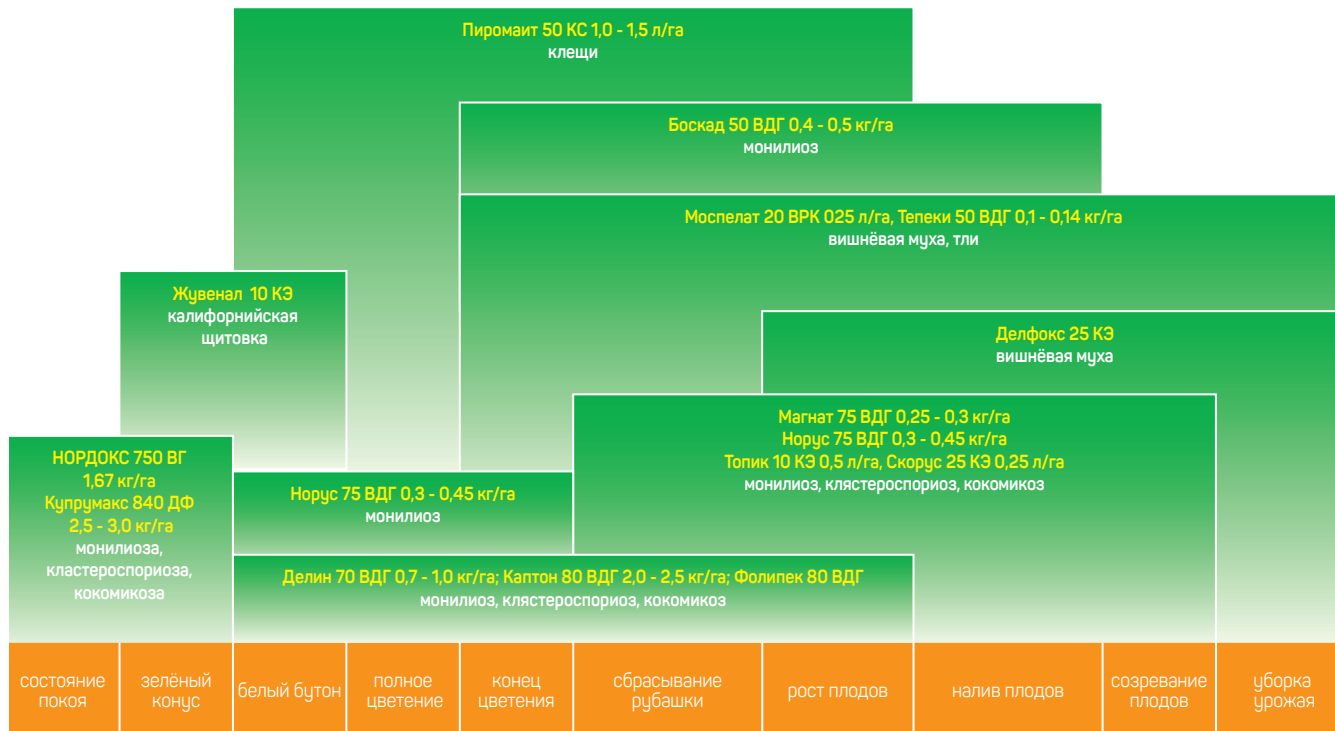 Пиромаит 50 КС 1,0 - 1,5 л/га
клещи
Боскад 50 ВДГ 0,4 - 0,5 кг/га
монилиоз
Моспелат 20 ВРК 025 л/га, Тепеки 50 ВДГ 0,1 - 0,14 кг/га
вишнёвая муха, тли
Жувенал 10 КЭ
калифорнийская
щитовка
Делфокс 25 КЭ
вишнёвая муха
Магнат 75 ВДГ 0,25 - 0,3 кг/га
Норус 75 ВДГ 0,3 - 0,45 кг/га
Топик 10 КЭ 0,5 л/га, Скорус 25 КЭ 0,25 л/га
монилиоз, клястероспориоз, кокомикоз
НОРДОКС 750 ВГ
1,67 кг/га
Купрумакс 840 ДФ
2,5 - 3,0 кг/га
монилиоза,
кластероспориоза,
кокомикоза
Норус 75 ВДГ 0,3 - 0,45 кг/га
монилиоз
Делин 70 ВДГ 0,7 - 1,0 кг/га; Каптон 80 ВДГ 2,0 - 2,5 кг/га; Фолипек 80 ВДГ
монилиоз, клястероспориоз, кокомикоз
состояние
покоя
зелёный
конус
белый бутон
полное
цветение
конец
цветения
сбрасывание
рубашки
рост плодов
налив плодов
созревание
плодов
уборка
урожая